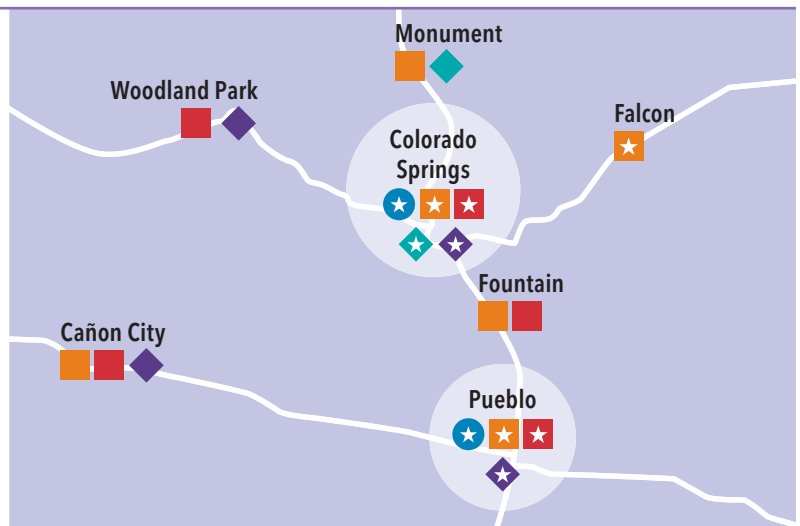 Monument
Woodland Park
Falcon
Colorado
Springs
Fountain
Cañon City
Pueblo